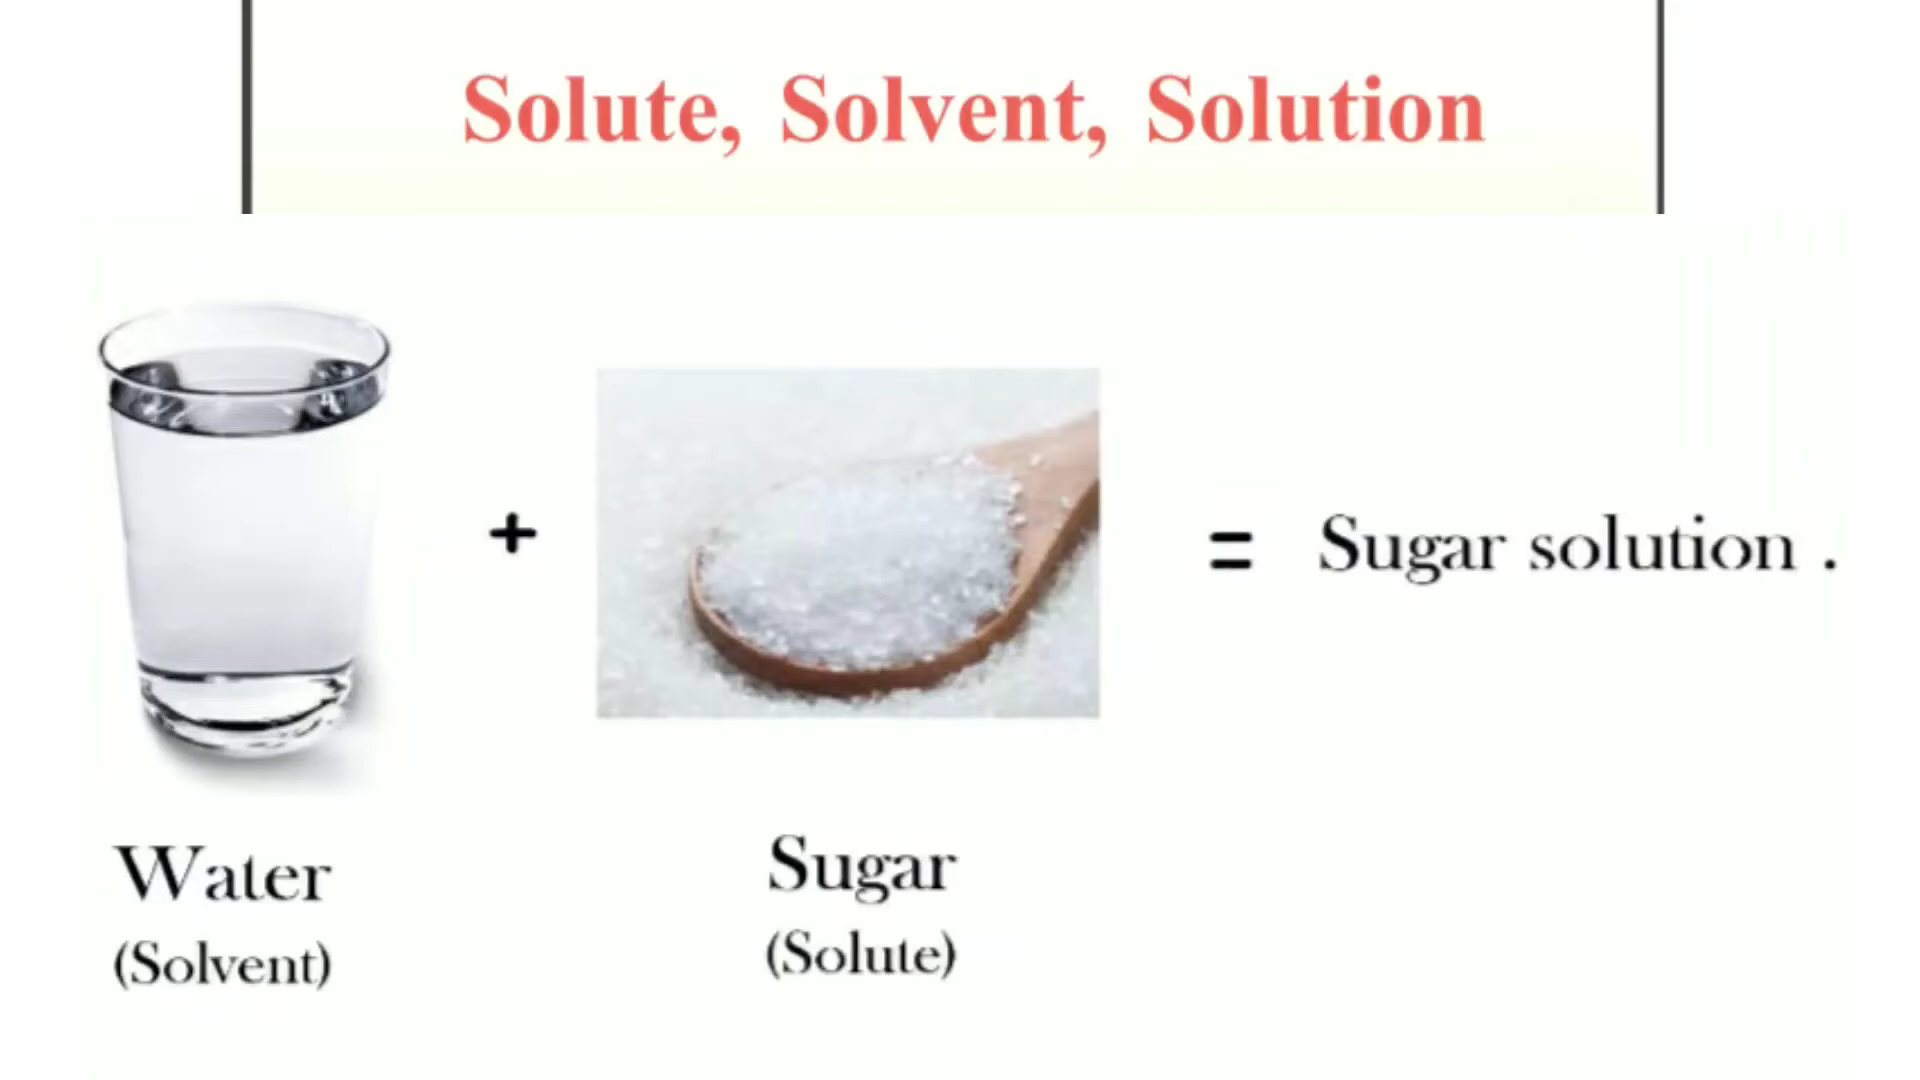 Solute, Solvent, Solution
+
= Sugar solution .
Water
(Solvent)
Sugar
(Solute)